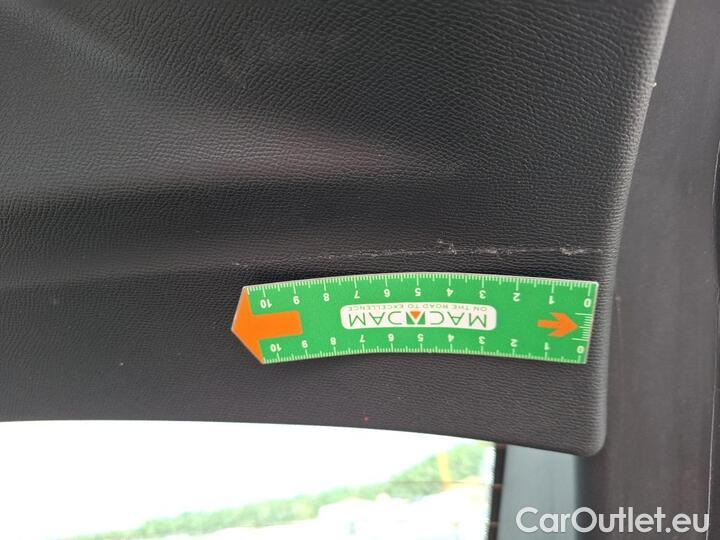 0 1 2 3 4 5 6 7 8 9 10
MACADAM
ON THE ROAD TO EXCELLENCE
0 1 2 3 4 5 6 7 8 9 10
CarOutlet.eu